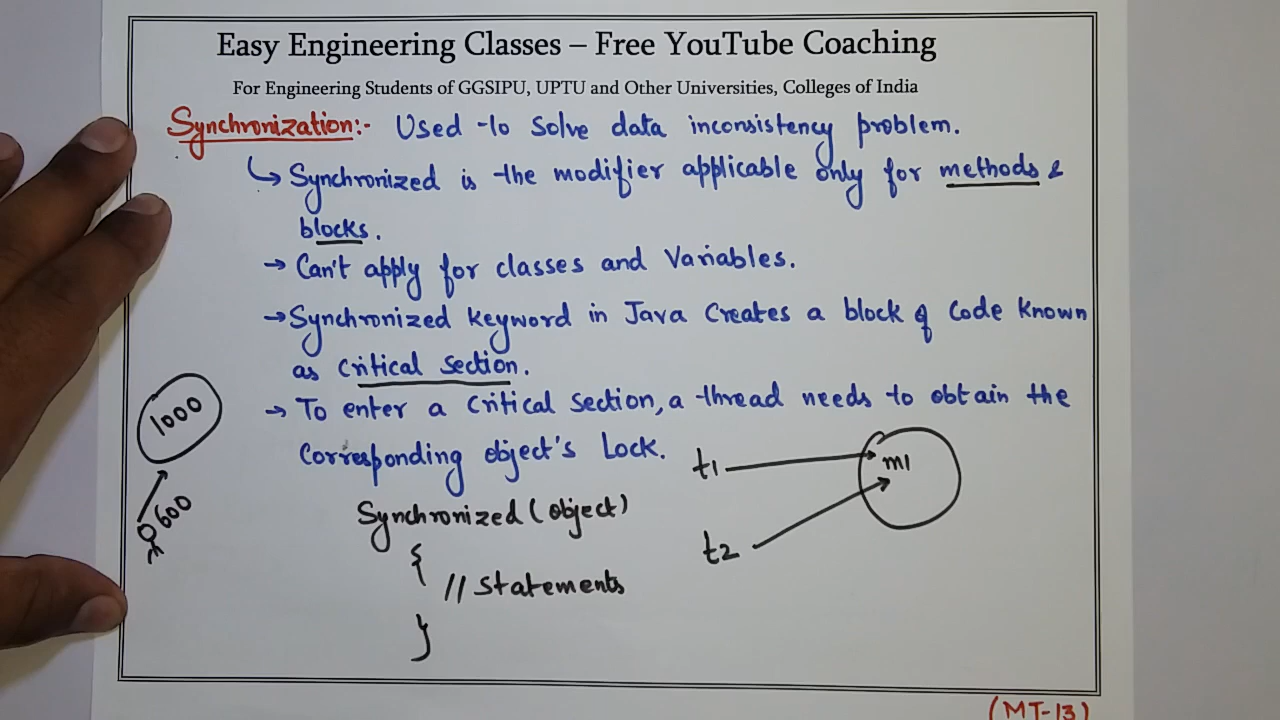 Easy Engineering Classes – Free YouTube Coaching
For Engineering Students of GGSIPU, UPTU and Other Universities, Colleges of India
Synchronization:- Used to Solve data inconsistency problem.
↳ Synchronized is the modifier applicable only for methods &
blocks.
→ Can't apply for classes and Variables.
→ Synchronized keyword in Java Creates a block of Code Known
as Critical Section.
→ To enter a Critical Section, a thread needs to obtain the
Corresponding object's Lock.
1000
600
t1
m1
t2
Synchronized (object)
{
// Statements
}
(MT-13)